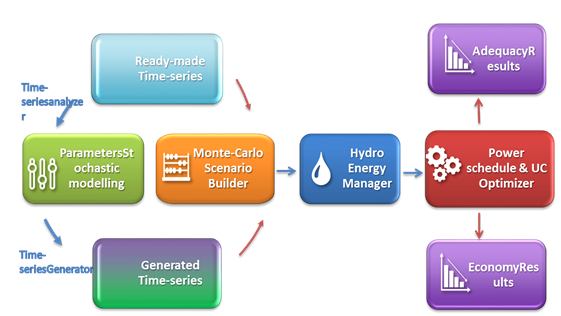 Ready-made
Time-series
AdequacyR
esults
Time-
seriesanalyze
r
ParametersSt
ochastic
modelling
Monte-Carlo
Scenario
Builder
Hydro
Energy
Manager
Power
schedule & UC
Optimizer
Time-
seriesGenerator
Generated
Time-series
EconomyRes
ults